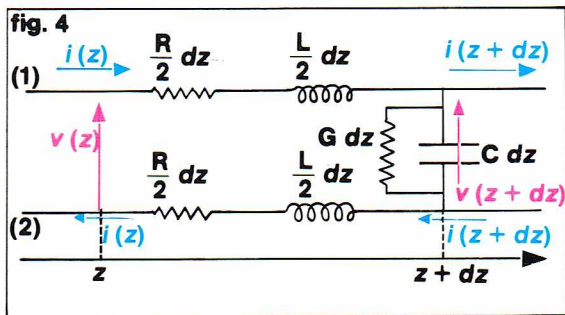 fig. 4
i(z) R/2 dz L/2 dz i(z + dz)
(1)
v(z) G dz C dz
R/2 dz L/2 dz v(z + dz)
(2) i(z) i(z + dz)
z z + dz